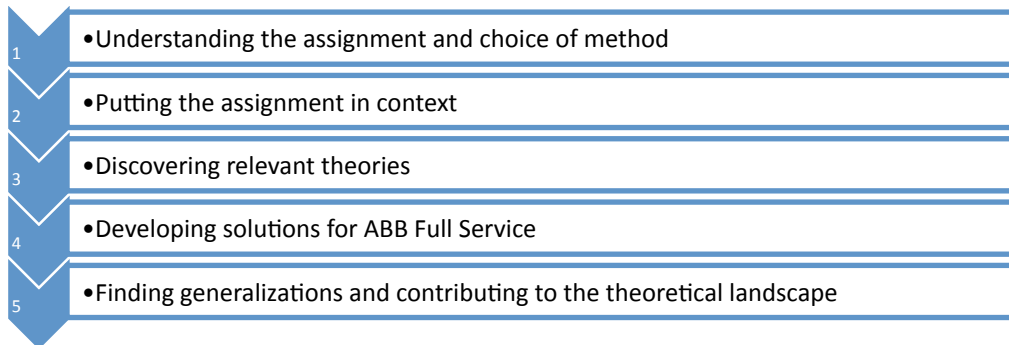 1 •Understanding the assignment and choice of method
2 •Putting the assignment in context
3 •Discovering relevant theories
4 •Developing solutions for ABB Full Service
5 •Finding generalizations and contributing to the theoretical landscape